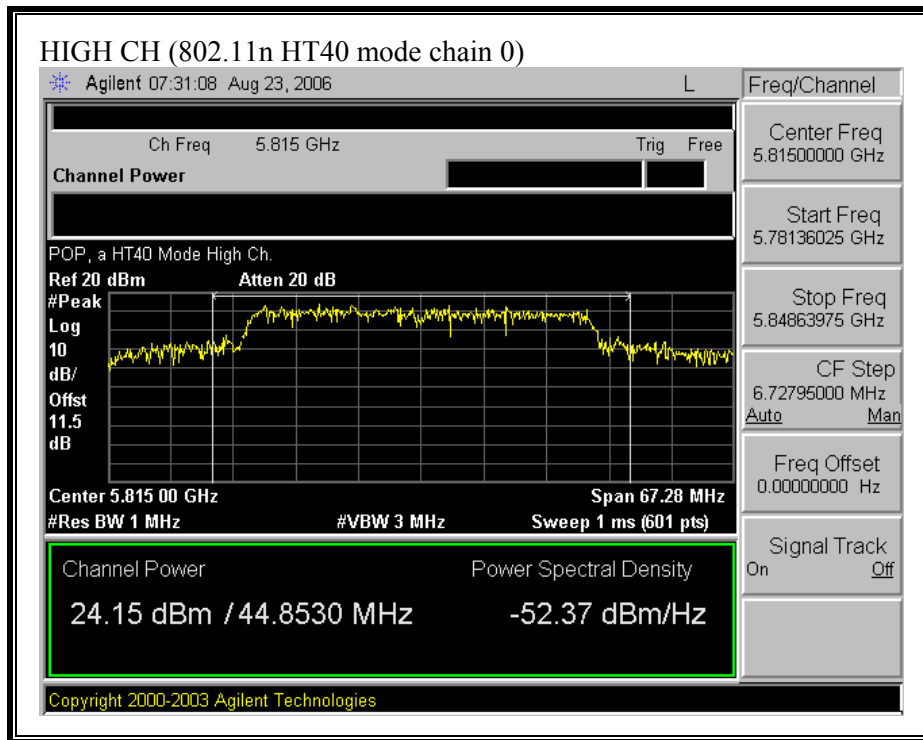 HIGH CH (802.11n HT40 mode chain 0)
Agilent 07:31:08 Aug 23, 2006 L
Freq/Channel
Ch Freq 5.815 GHz Trig Free
Channel Power
Center Freq
5.81500000 GHz
Start Freq
5.78136025 GHz
Stop Freq
5.84863975 GHz
CF Step
6.72795000 MHz
Auto Man
Freq Offset
0.00000000 Hz
Signal Track
On Off
POP, a HT40 Mode High Ch.
Ref 20 dBm Atten 20 dB
#Peak
Log
10
dB/
Offst
11.5
dB
Center 5.815 00 GHz Span 67.28 MHz
#Res BW 1 MHz #VBW 3 MHz Sweep 1 ms (601 pts)
Channel Power Power Spectral Density
24.15 dBm / 44.8530 MHz -52.37 dBm/Hz
Copyright 2000-2003 Agilent Technologies